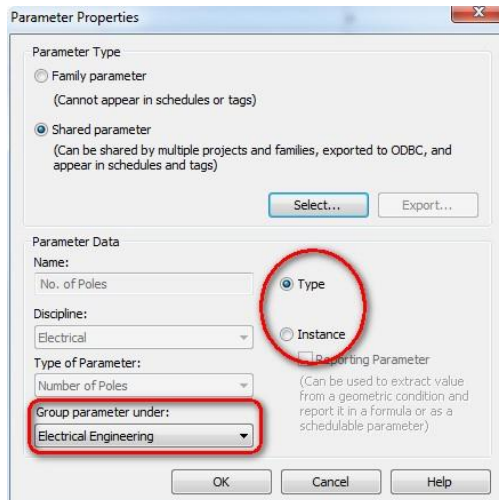 Parameter Properties
Parameter Type
Family parameter
(Cannot appear in schedules or tags)
Shared parameter
(Can be shared by multiple projects and families, exported to ODBC, and
appear in schedules and tags)
Select...
Export...
Parameter Data
Name:
No. of Poles
Type
Discipline:
Electrical
Instance
Reporting Parameter
Type of Parameter:
Number of Poles
(Can be used to extract value
from a geometric condition and
report it in a formula or as a
schedulable parameter)
Group parameter under:
Electrical Engineering
OK
Cancel
Help